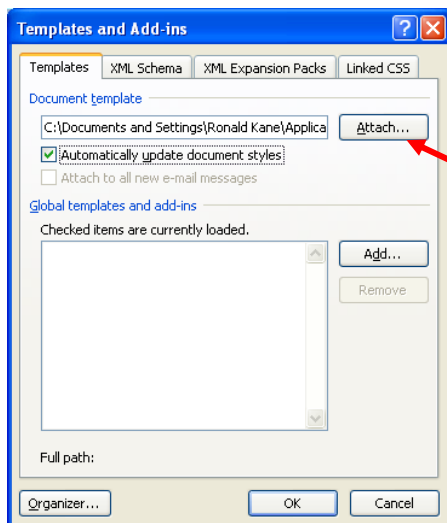 Templates and Add-ins
Templates XML Schema XML Expansion Packs Linked CSS
Document template
C:\Documents and Settings\Ronald Kane\Applica Attach...
Automatically update document styles
Attach to all new e-mail messages
Global templates and add-ins
Checked items are currently loaded.
Add...
Remove
Full path:
Organizer... OK Cancel